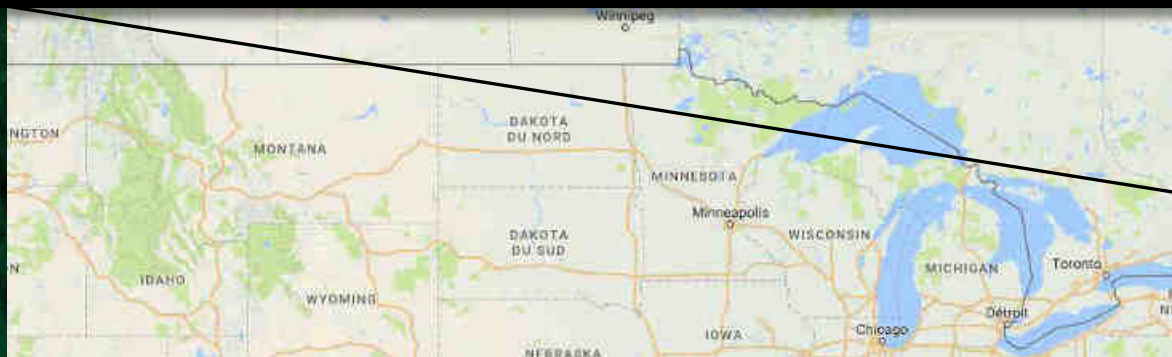 Winnipeg
NGTON
DAKOTA
DU NORD
MONTANA
MINNESOTA
Minneapolis
DAKOTA
DU SUD
WISCONSIN
ON
IDAHO
MICHIGAN
Toronto
WYOMING
Détroit
Chicago
IOWA
NEBRASKA